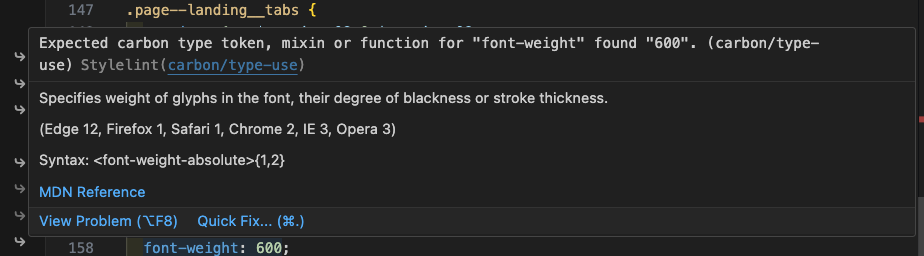 147 .page--landing__tabs {
Expected carbon type token, mixin or function for "font-weight" found "600". (carbon/type-
use) Stylelint(carbon/type-use)
Specifies weight of glyphs in the font, their degree of blackness or stroke thickness.
(Edge 12, Firefox 1, Safari 1, Chrome 2, IE 3, Opera 3)
Syntax: <font-weight-absolute>{1,2}
MDN Reference
View Problem (⌥F8) Quick Fix... (⌘.)
158 font-weight: 600;